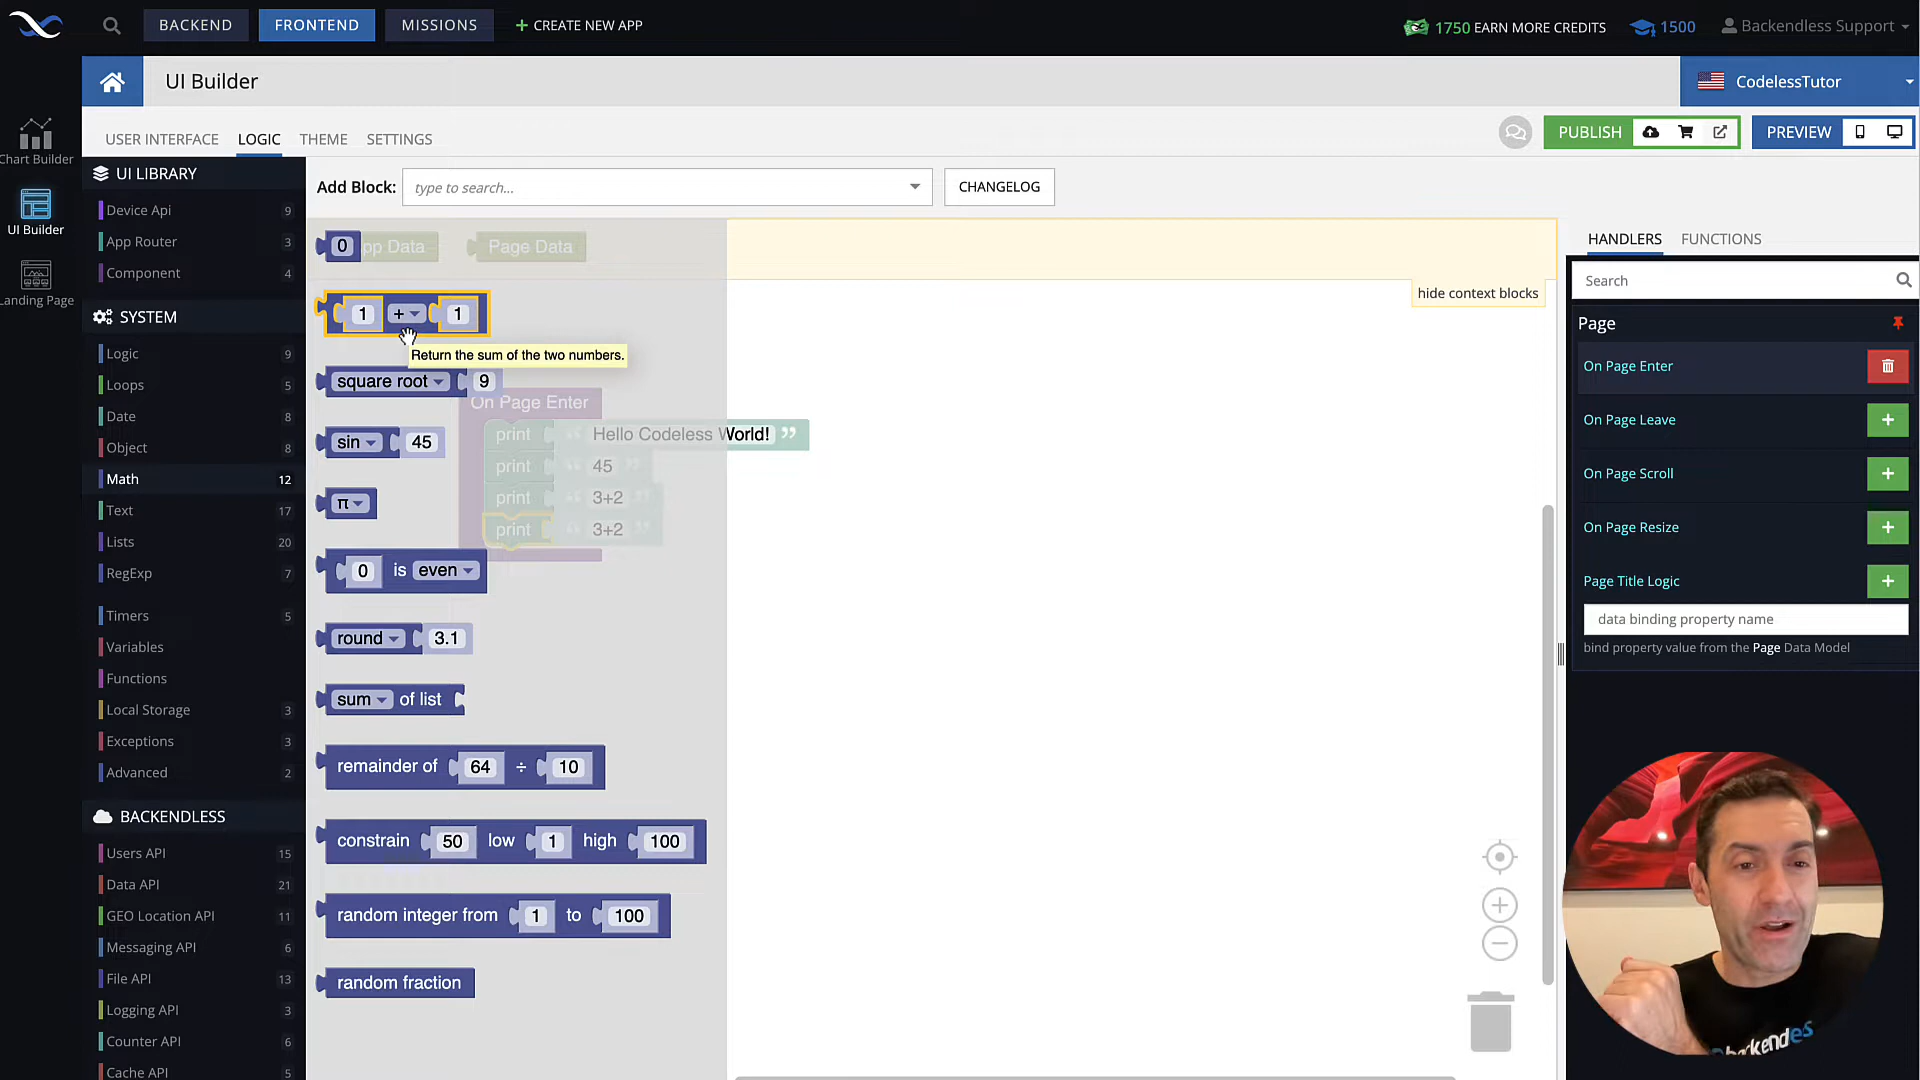 BACKEND
FRONTEND
MISSIONS
+ CREATE NEW APP
1750 EARN MORE CREDITS
1500
Backendless Support
UI Builder
CodelessTutor
USER INTERFACE
LOGIC
THEME
SETTINGS
PUBLISH
PREVIEW
Chart Builder
UI Builder
Landing Page
UI LIBRARY
Device Api 9
App Router 3
Component 4
SYSTEM
Logic 9
Loops 5
Date 8
Object 8
Math 12
Text 17
Lists 20
RegExp 7
Timers 5
Variables
Functions
Local Storage 3
Exceptions 3
Advanced 2
BACKENDLESS
Users API 15
Data API 21
GEO Location API 11
Messaging API 6
File API 13
Logging API 3
Counter API 6
Cache API 5
Add Block: type to search...
CHANGELOG
0
pp Data
Page Data
hide context blocks
1 + 1
Return the sum of the two numbers.
square root 9
On Page Enter
print “ Hello Codeless World! ”
sin 45
print “ 45 ”
print “ 3+2 ”
π
print “ 3+2 ”
0 is even
round 3.1
sum of list
remainder of 64 ÷ 10
constrain 50 low 1 high 100
random integer from 1 to 100
random fraction
HANDLERS
FUNCTIONS
Search
Page
On Page Enter
On Page Leave
On Page Scroll
On Page Resize
Page Title Logic
data binding property name
bind property value from the Page Data Model
backendles